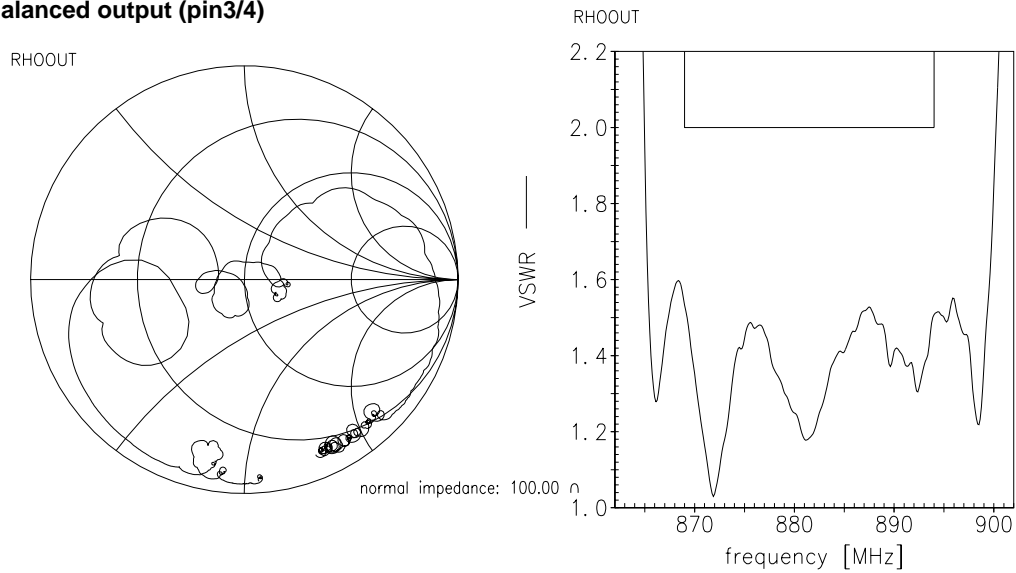 alanced output (pin3/4)
RHOOUT
normal impedance: 100.00
RHOOUT
VSWR
2.2
2.0
1.8
1.6
1.4
1.2
1.0
870 880 890 900
frequency [MHz]